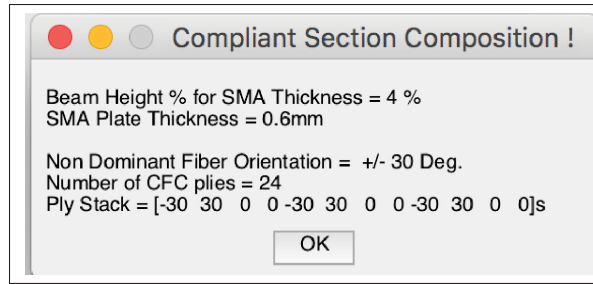 Compliant Section Composition !
Beam Height % for SMA Thickness = 4 %
SMA Plate Thickness = 0.6mm
Non Dominant Fiber Orientation =  +/- 30 Deg.
Number of CFC plies = 24
Ply Stack = [-30  30   0   0 -30  30   0   0 -30  30   0   0]s
OK